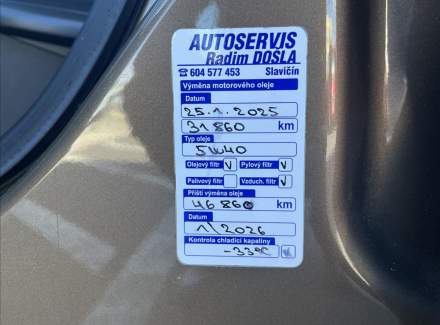 AUTOSERVIS
Radim DOŠLA
☎ 604 577 453 Slavičín
Výměna motorového oleje
Datum
25.1.2025
31 860 km
Typ oleje
5W40
Olejový filtr V Pylový filtr V
Palivový filtr Vzduch. filtr V
Příští výměna oleje
46 860 km
Datum
1/2026
Kontrola chladící kapaliny
-33°C